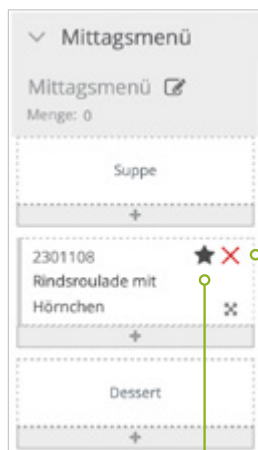 Mittagsmenü
Mittagsmenü
Menge: 0
Suppe
+
2301108
Rindsroulade mit
Hörnchen
+
Dessert
+